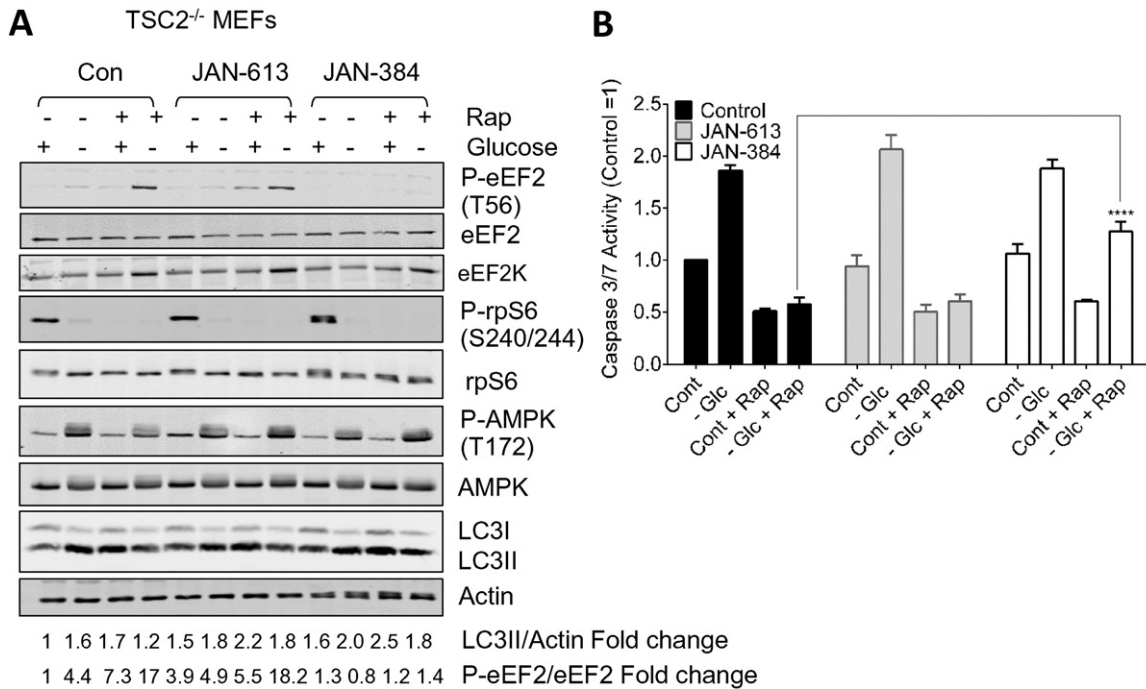 A
TSC2-/- MEFs
Con JAN-613 JAN-384
- - + + - - + + - - + + Rap
+ - + - + - + - + - + - Glucose
P-eEF2
(T56)
eEF2
eEF2K
P-rpS6
(S240/244)
rpS6
P-AMPK
(T172)
AMPK
LC3I
LC3II
Actin
1 1.6 1.7 1.2 1.5 1.8 2.2 1.8 1.6 2.0 2.5 1.8 LC3II/Actin Fold change
1 4.4 7.3 17 3.9 4.9 5.5 18.2 1.3 0.8 1.2 1.4 P-eEF2/eEF2 Fold change
B
Caspase 3/7 Activity (Control =1)
2.5
2.0
1.5
1.0
0.5
0.0
Control
JAN-613
JAN-384
****
Cont
- Glc
Cont + Rap
- Glc + Rap
Cont
- Glc
Cont + Rap
- Glc + Rap
Cont
- Glc
Cont + Rap
- Glc + Rap